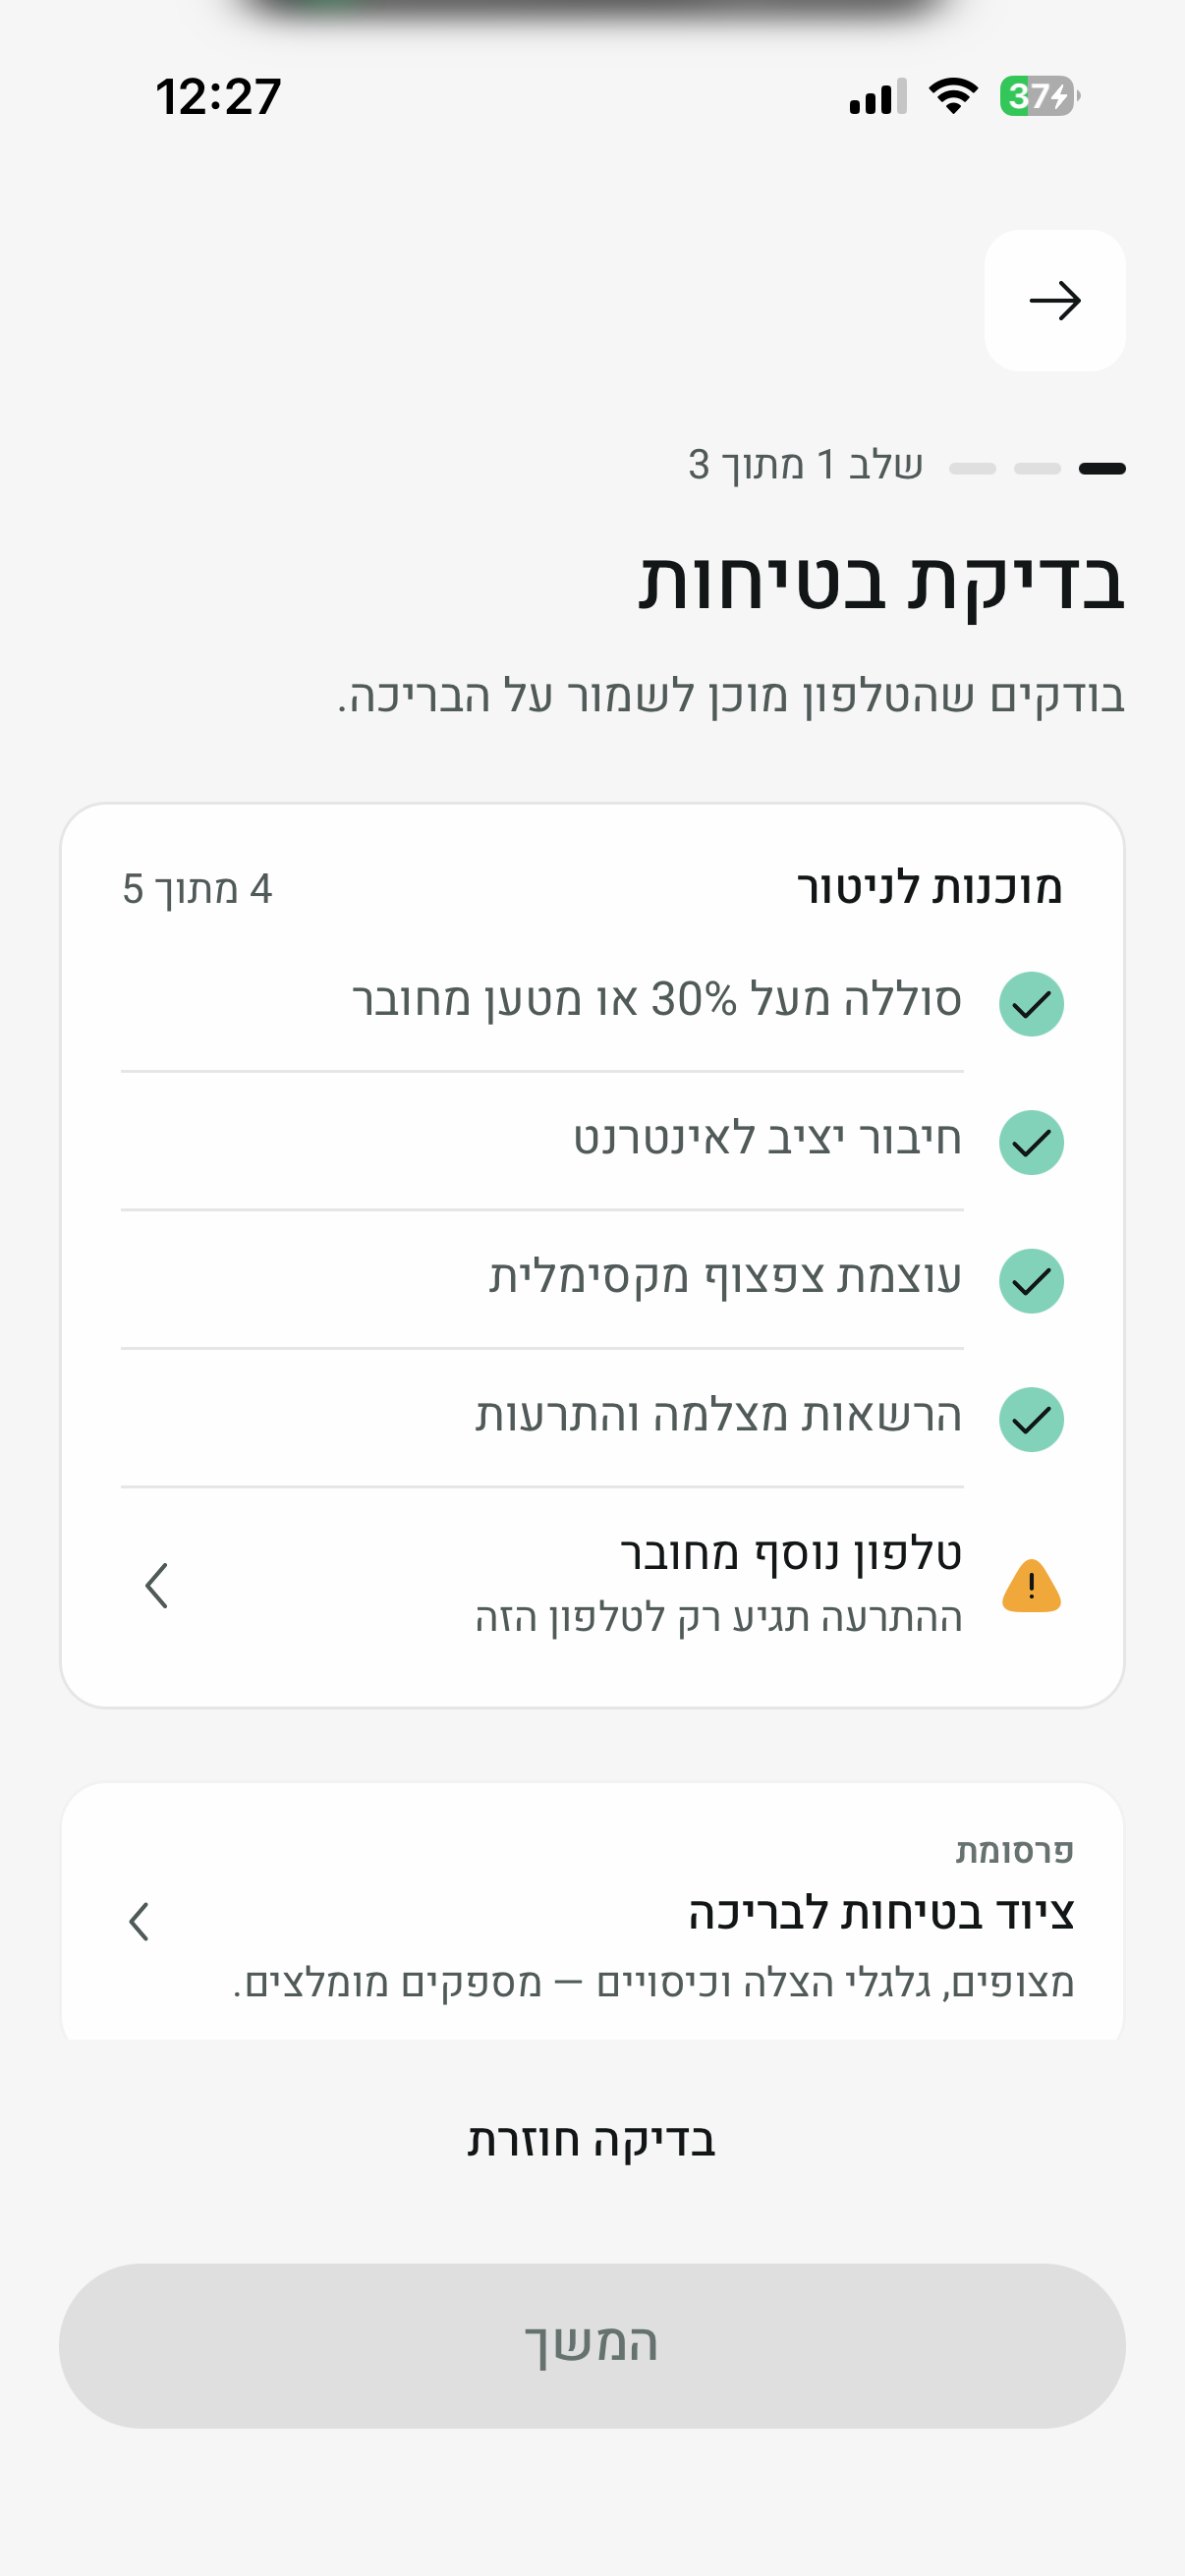 12:27
37
שלב 1 מתוך 3
בדיקת בטיחות
בודקים שהטלפון מוכן לשמור על הבריכה.
מוכנות לניטור
4 מתוך 5
סוללה מעל 30% או מטען מחובר
חיבור יציב לאינטרנט
עוצמת צפצוף מקסימלית
הרשאות מצלמה והתרעות
טלפון נוסף מחובר
ההתרעה תגיע רק לטלפון הזה
פרסומת
ציוד בטיחות לבריכה
מצופים, גלגלי הצלה וכיסויים – מספקים מומלצים.
בדיקה חוזרת
המשך